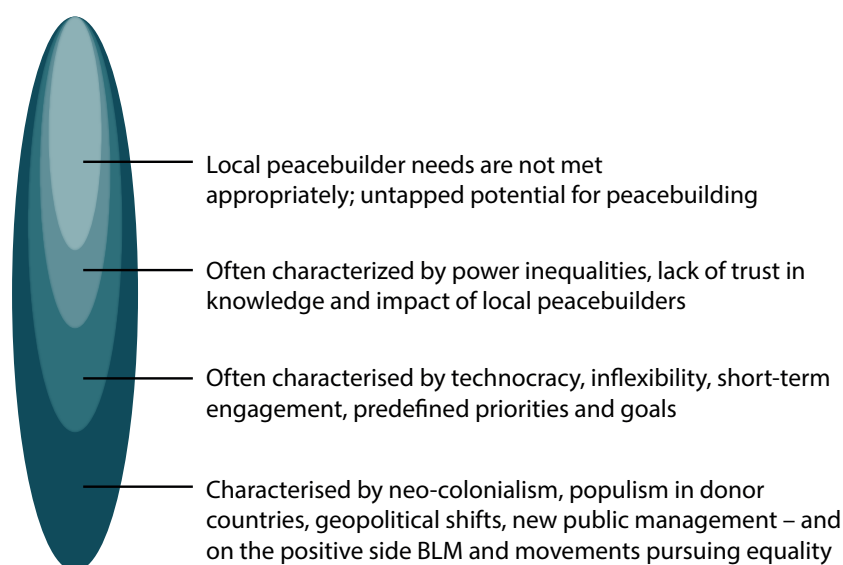 Local peacebuilder needs are not met
appropriately; untapped potential for peacebuilding
Often characterized by power inequalities, lack of trust in
knowledge and impact of local peacebuilders
Often characterised by technocracy, inflexibility, short-term
engagement, predefined priorities and goals
Characterised by neo-colonialism, populism in donor
countries, geopolitical shifts, new public management – and
on the positive side BLM and movements pursuing equality